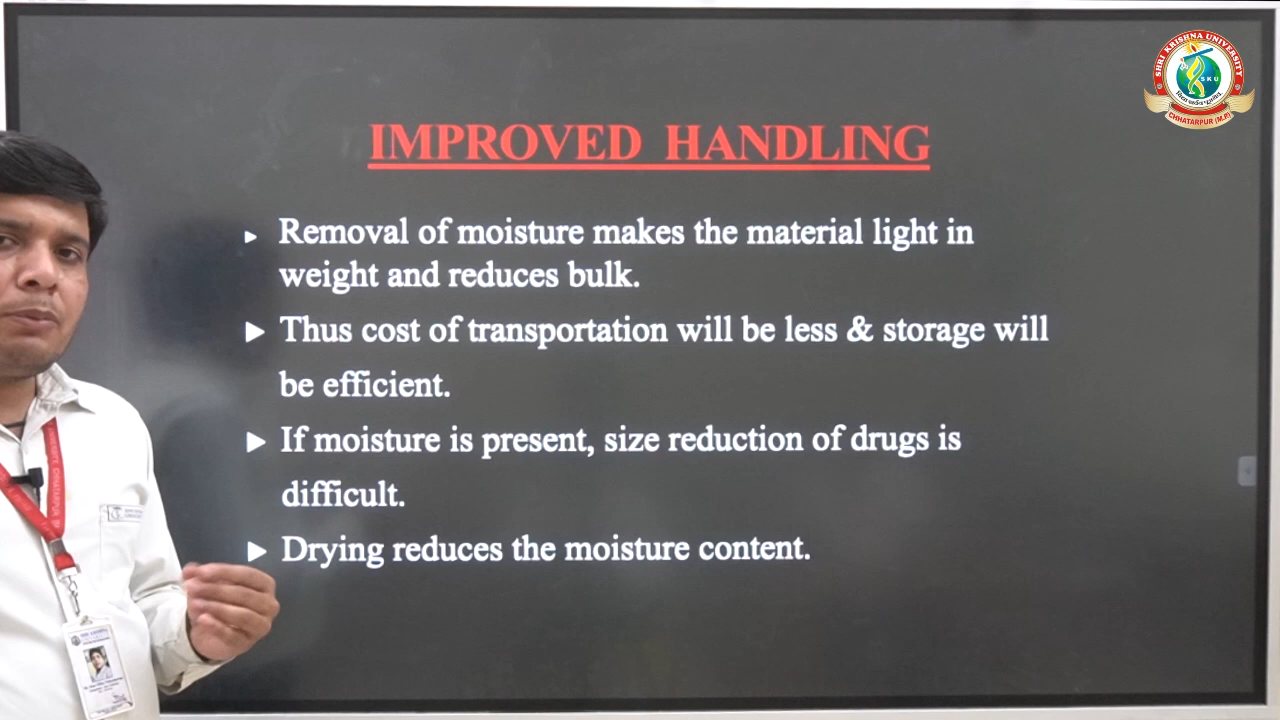 SHRI KRISHNA UNIVERSITY
SKU
CHHATARPUR (M.P.)
IMPROVED HANDLING
Removal of moisture makes the material light in
weight and reduces bulk.
Thus cost of transportation will be less & storage will
be efficient.
If moisture is present, size reduction of drugs is
difficult.
Drying reduces the moisture content.